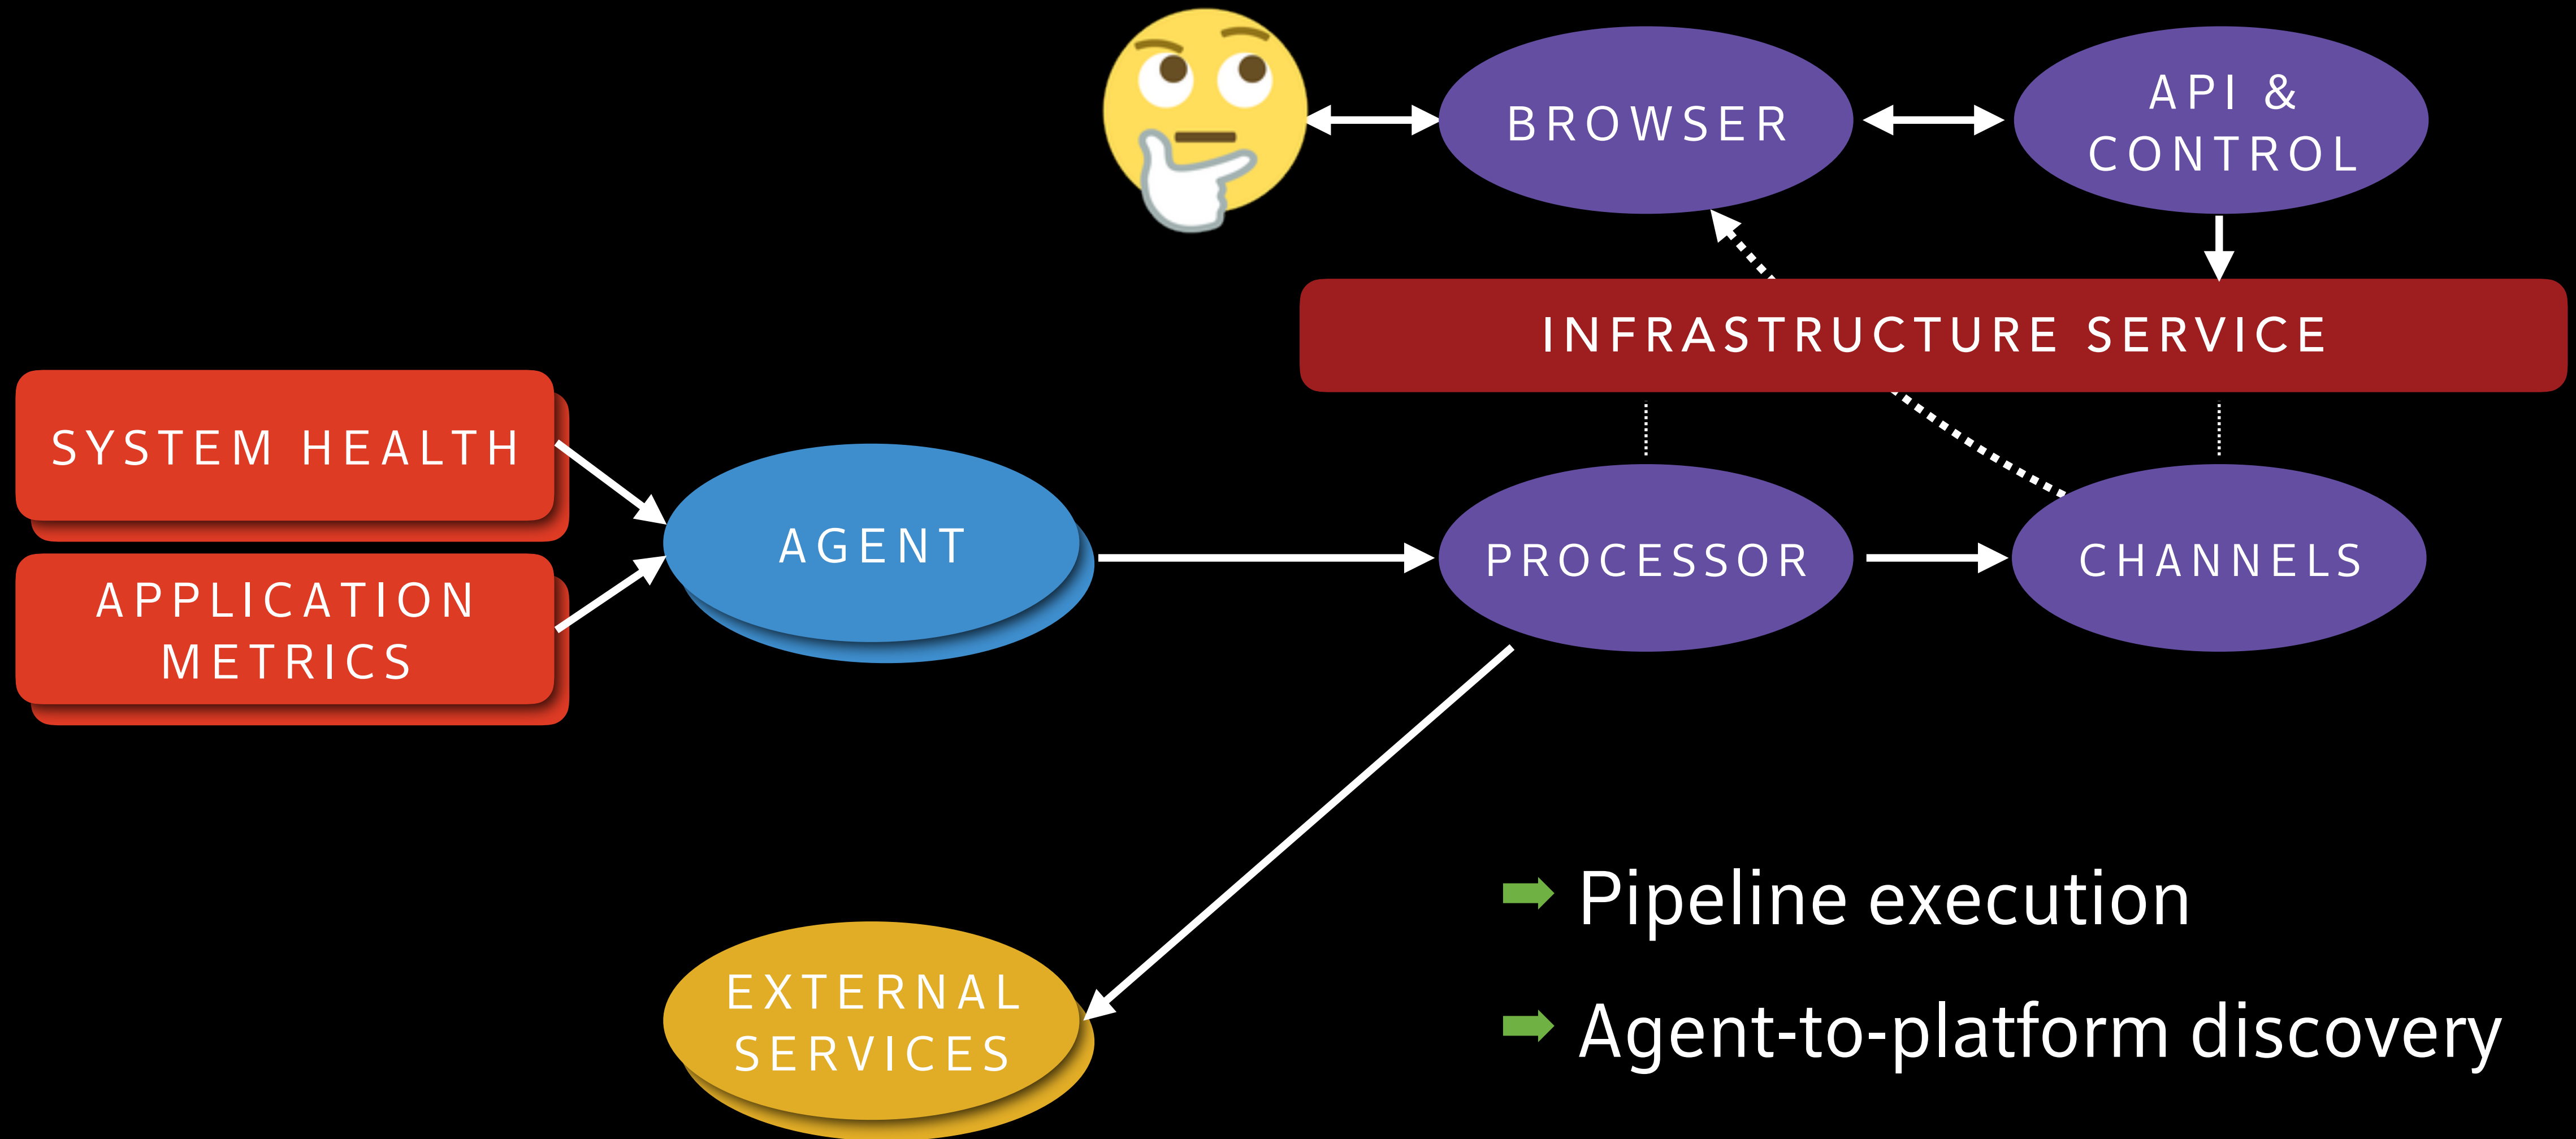 BROWSER
API &
CONTROL
INFRASTRUCTURE SERVICE
SYSTEM HEALTH
APPLICATION
METRICS
AGENT
PROCESSOR
CHANNELS
EXTERNAL
SERVICES
Pipeline execution
Agent-to-platform discovery